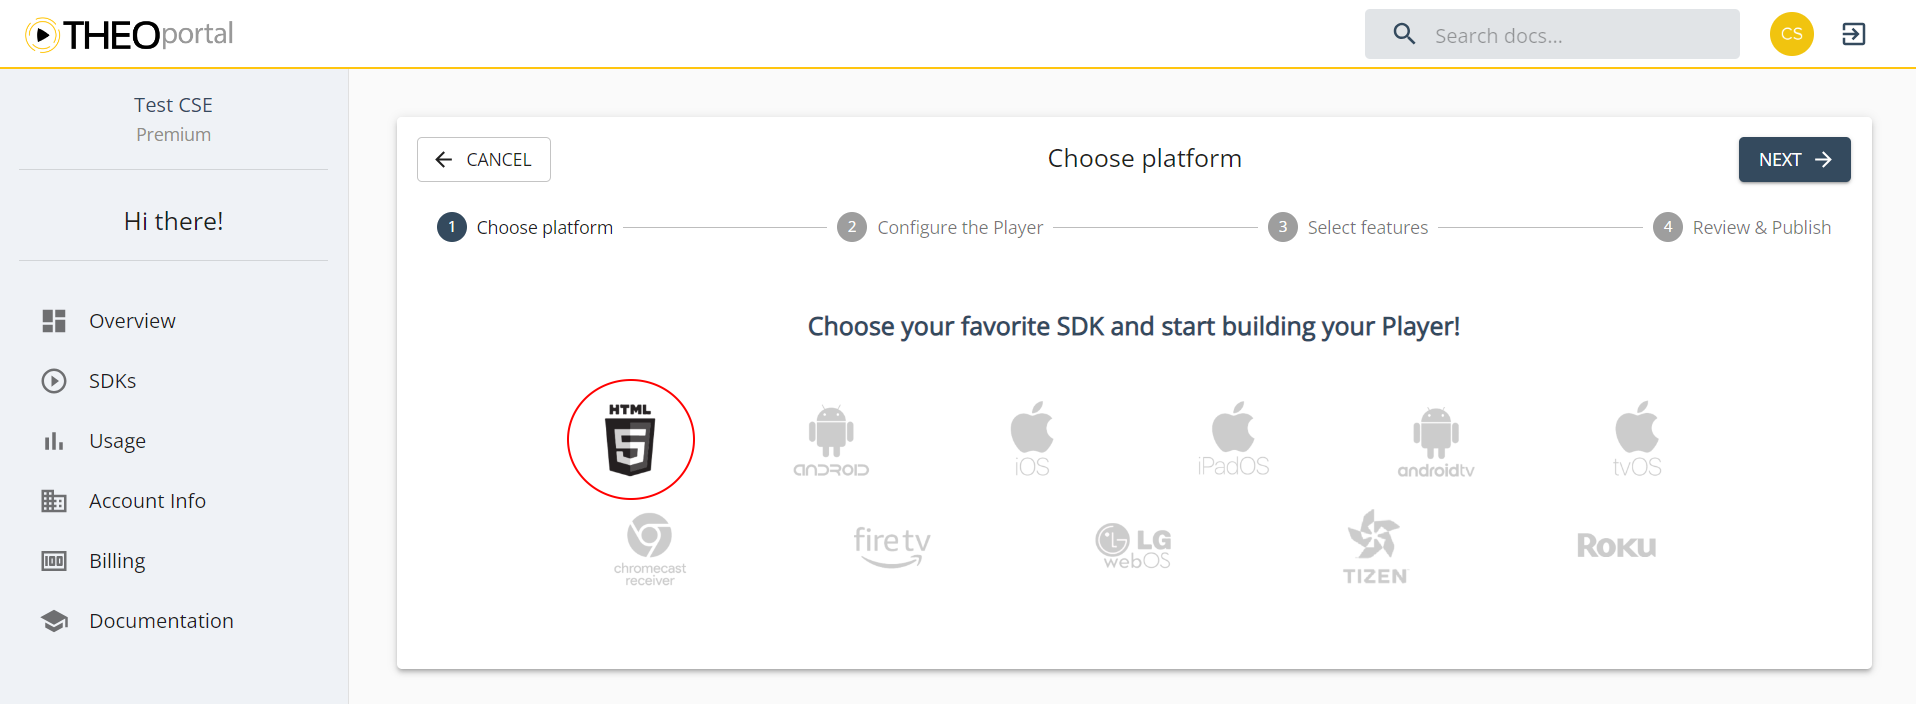 THEOportal
Search docs...
CS
Test CSE
Premium
Hi there!
Overview
SDKs
Usage
Account Info
100
Billing
Documentation
CANCEL
Choose platform
NEXT
1 Choose platform
2 Configure the Player
3 Select features
4 Review & Publish
Choose your favorite SDK and start building your Player!
HTML
5
android
iOS
iPadOS
androidtv
tvOS
chromecast
receiver
fire tv
LG
webOS
TIZEN
Roku